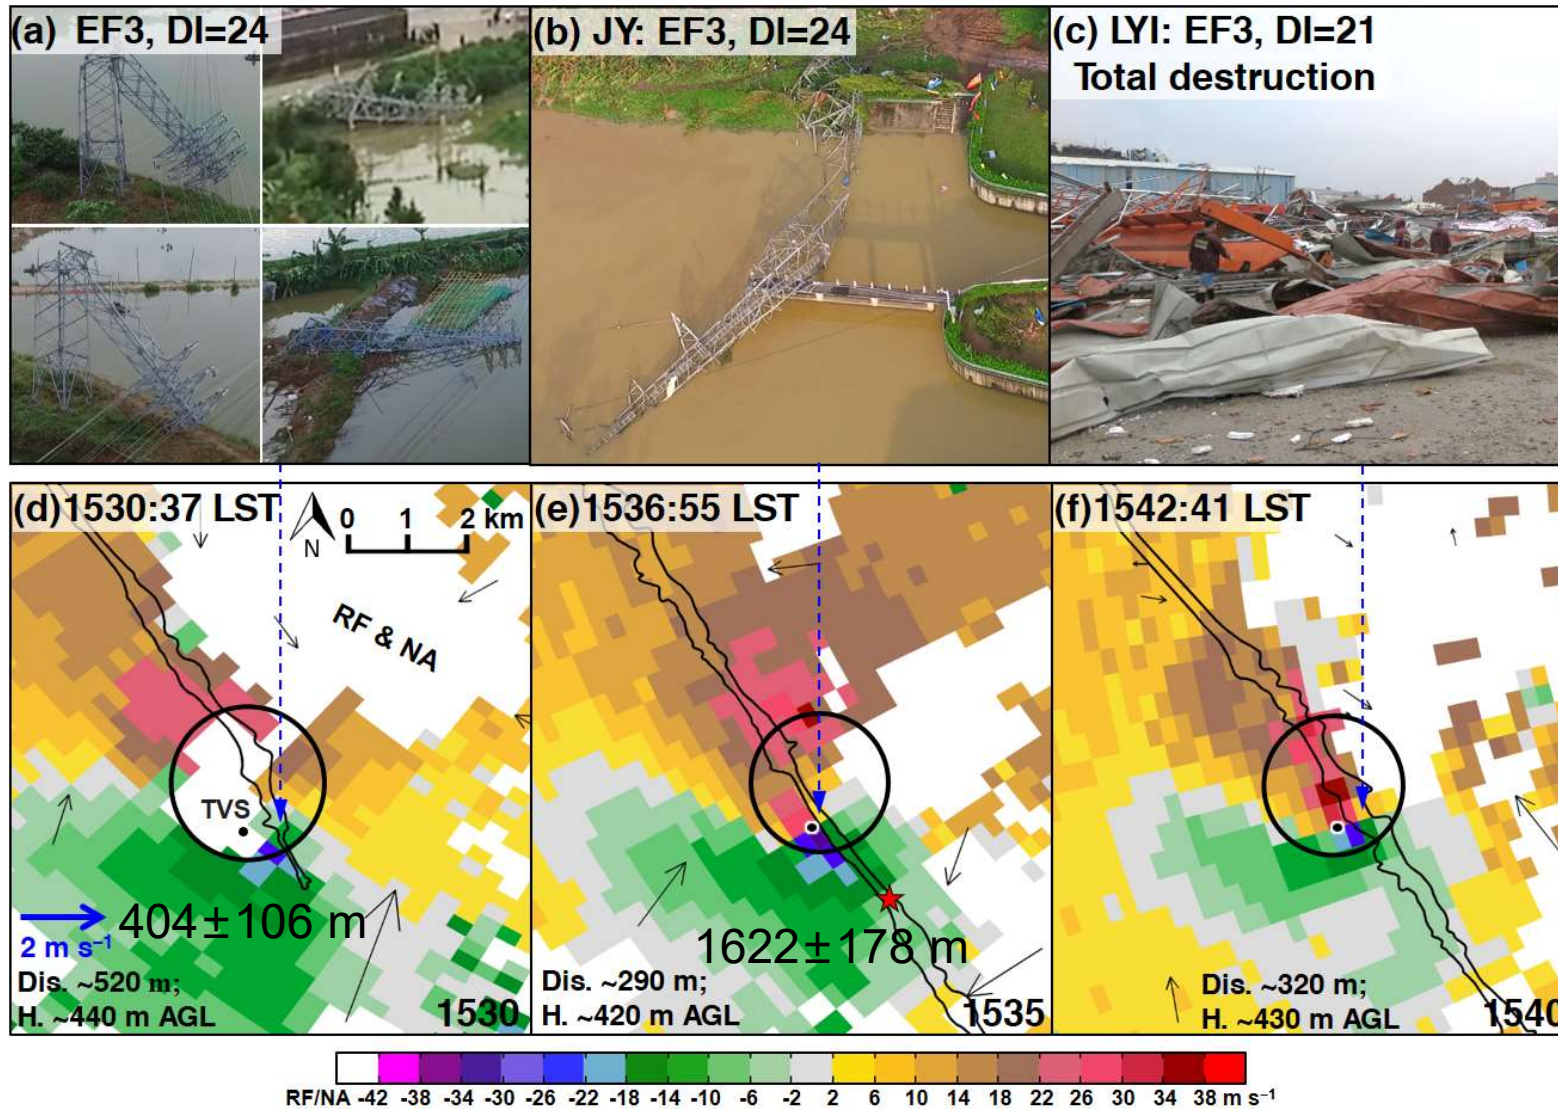 (a) EF3, DI=24
(b) JY: EF3, DI=24
(c) LYI: EF3, DI=21
Total destruction
(d)1530:37 LST
0 1 2 km
N
RF & NA
TVS
404±106 m
2 m s⁻¹
Dis. ~520 m;
H. ~440 m AGL
1530
(e)1536:55 LST
1622±178 m
Dis. ~290 m;
H. ~420 m AGL
1535
(f)1542:41 LST
Dis. ~320 m;
H. ~430 m AGL
1540
RF/NA -42 -38 -34 -30 -26 -22 -18 -14 -10 -6 -2 2 6 10 14 18 22 26 30 34 38 m s⁻¹